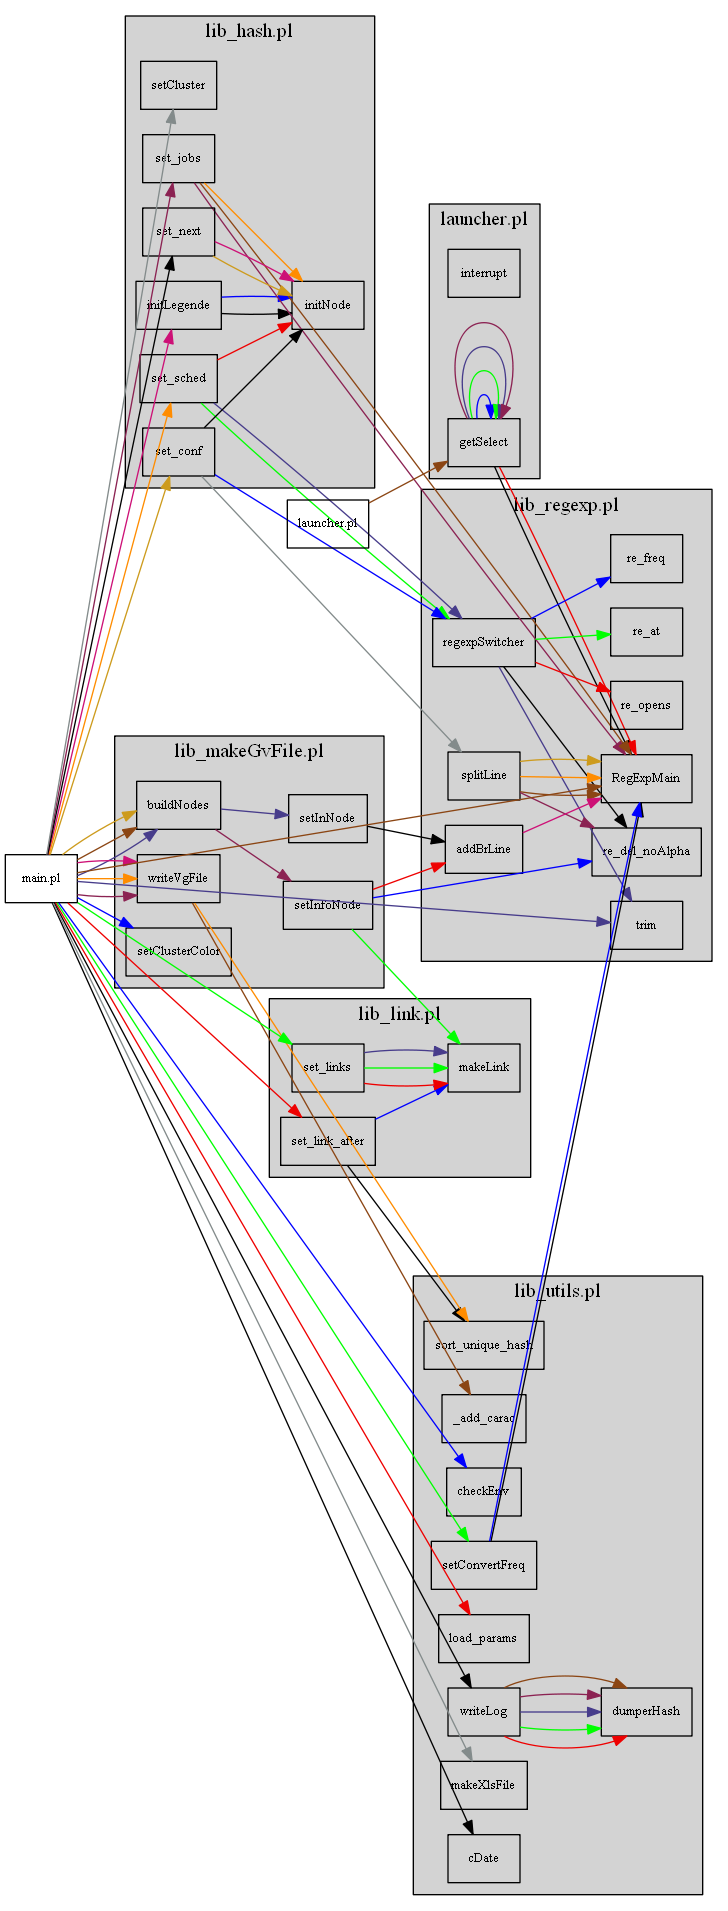 lib_hash.pl
setCluster
set_jobs
set_next
initLegende
initNode
set_sched
set_conf
launcher.pl
interrupt
getSelect
launcher.pl
lib_regexp.pl
re_freq
re_at
regexpSwitcher
re_opens
splitLine
RegExpMain
addBrLine
re_del_noAlpha
trim
lib_makeGvFile.pl
buildNodes
setInNode
main.pl
writeVgFile
setInfoNode
setClusterColor
lib_link.pl
set_links
makeLink
set_link_after
lib_utils.pl
sort_unique_hash
_add_carac
checkEnv
setConvertFreq
load_params
writeLog
dumperHash
makeXlsFile
cDate